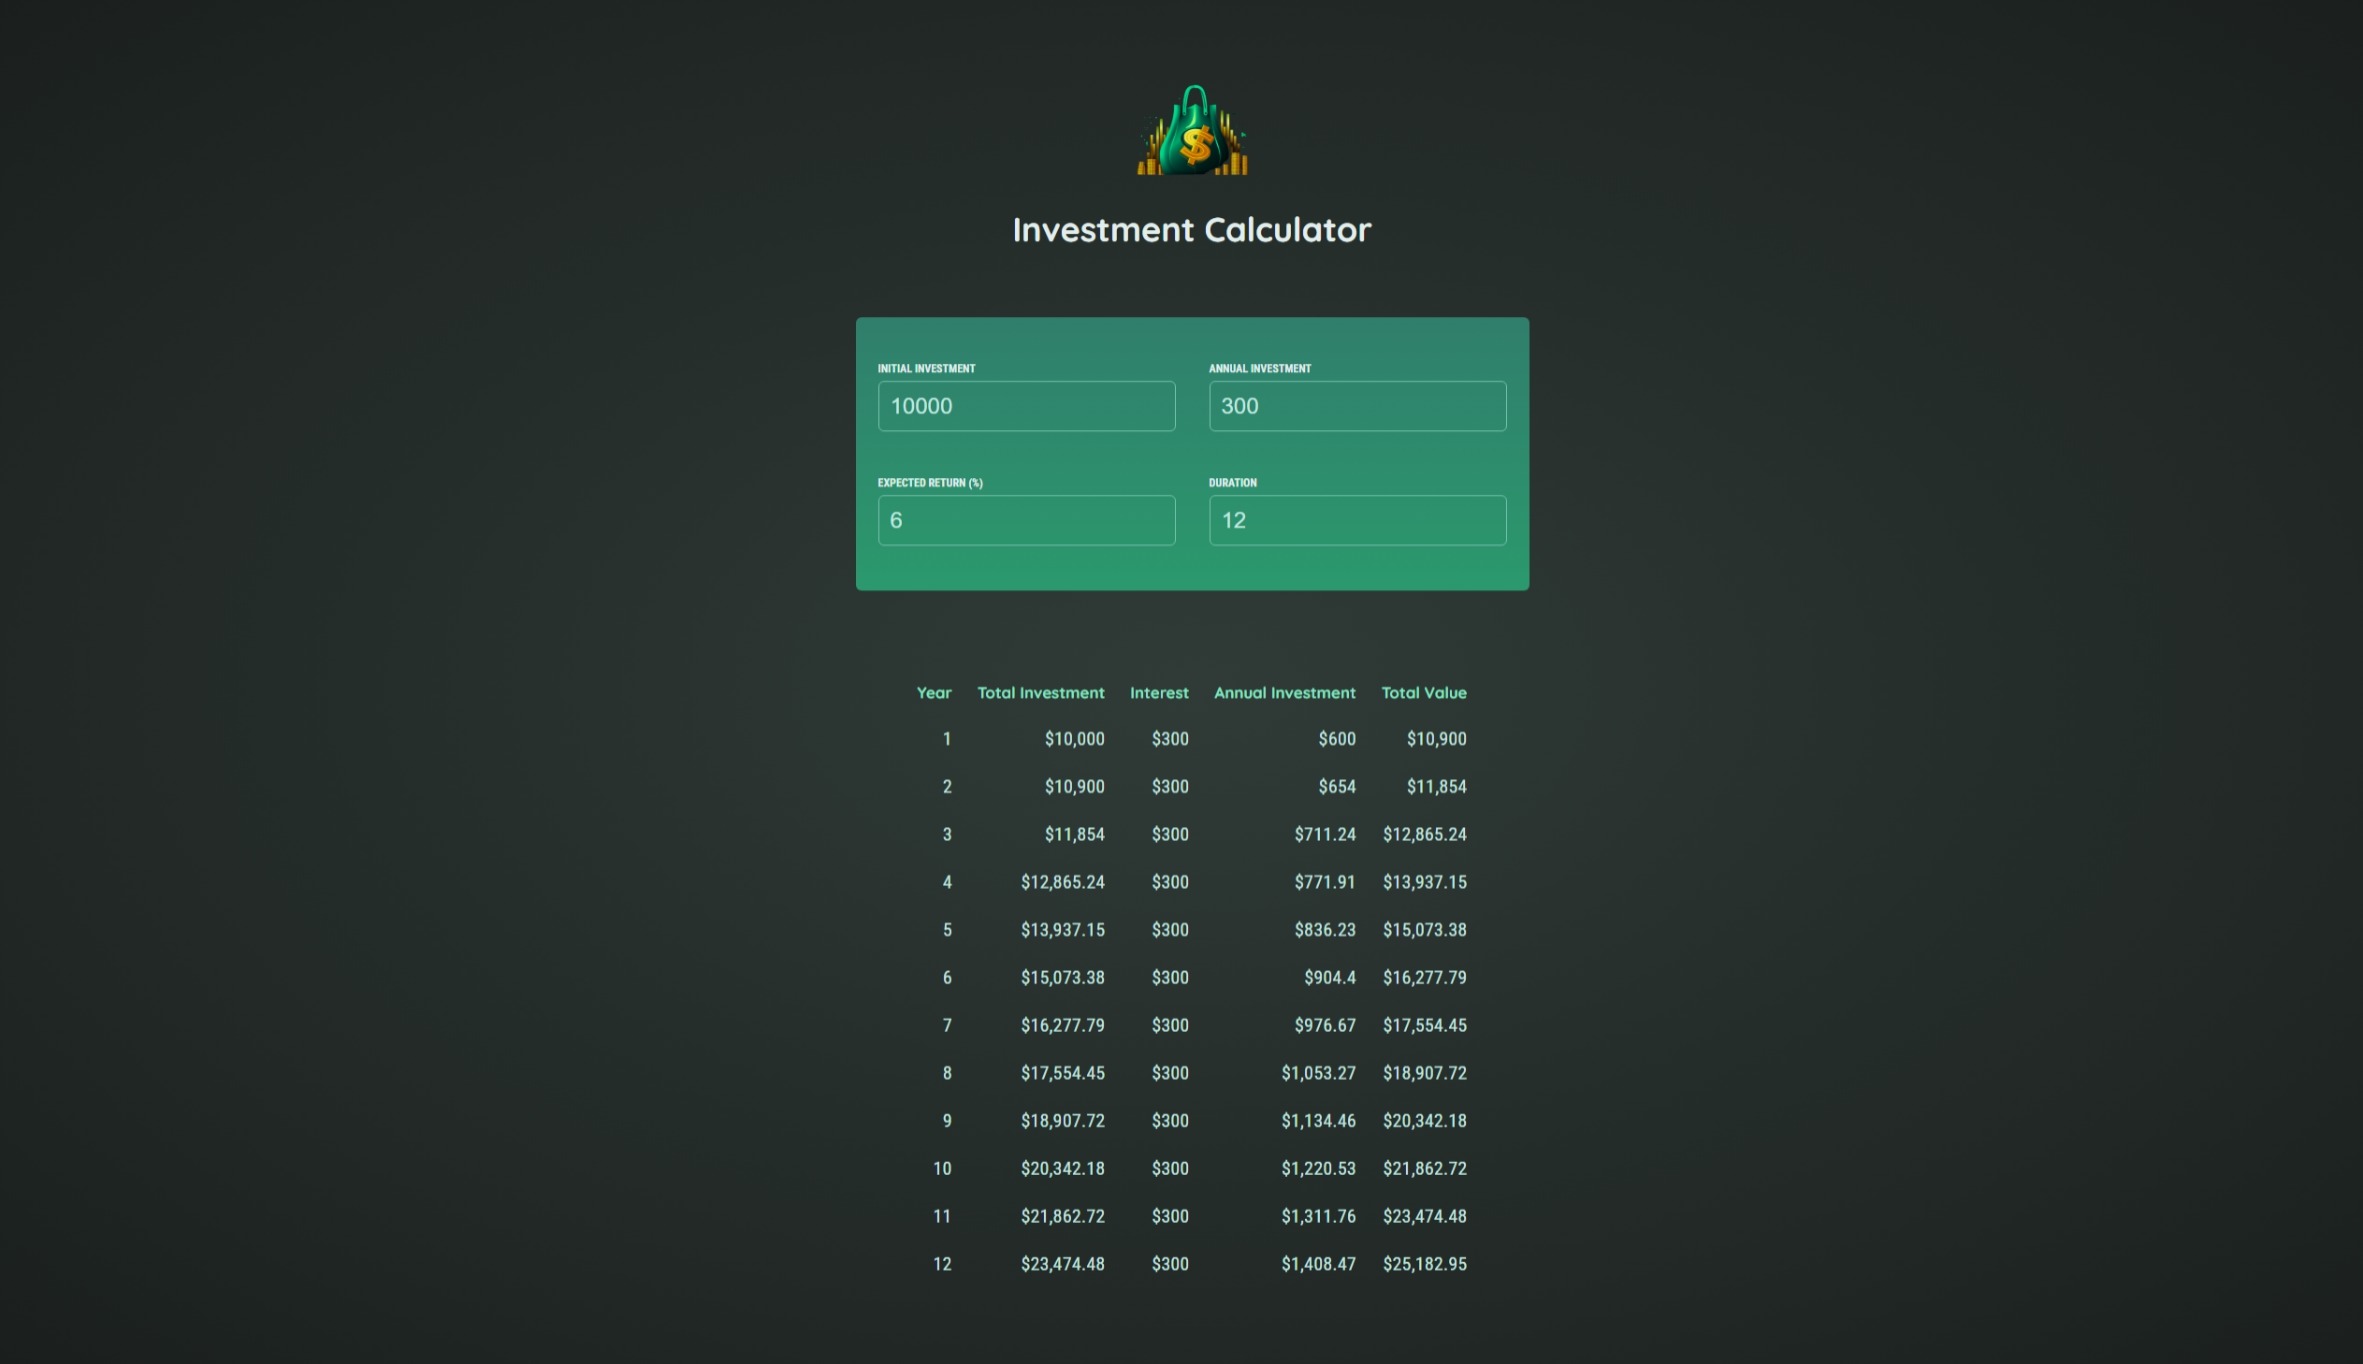 $
Investment Calculator
INITIAL INVESTMENT ANNUAL INVESTMENT
10000 300
EXPECTED RETURN (%) DURATION
6 12
Year Total Investment Interest Annual Investment Total Value
1 $10,000 $300 $600 $10,900
2 $10,900 $300 $654 $11,854
3 $11,854 $300 $711.24 $12,865.24
4 $12,865.24 $300 $771.91 $13,937.15
5 $13,937.15 $300 $836.23 $15,073.38
6 $15,073.38 $300 $904.4 $16,277.79
7 $16,277.79 $300 $976.67 $17,554.45
8 $17,554.45 $300 $1,053.27 $18,907.72
9 $18,907.72 $300 $1,134.46 $20,342.18
10 $20,342.18 $300 $1,220.53 $21,862.72
11 $21,862.72 $300 $1,311.76 $23,474.48
12 $23,474.48 $300 $1,408.47 $25,182.95